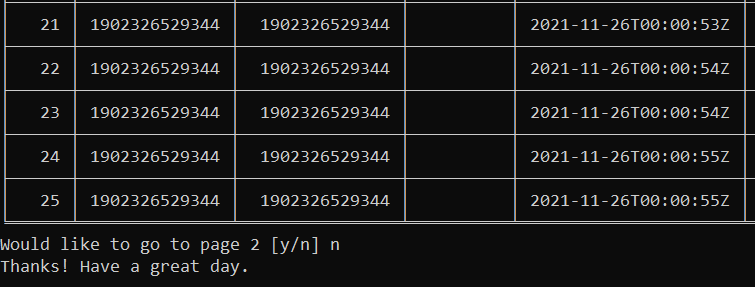 21 1902326529344 1902326529344 2021-11-26T00:00:53Z
22 1902326529344 1902326529344 2021-11-26T00:00:54Z
23 1902326529344 1902326529344 2021-11-26T00:00:54Z
24 1902326529344 1902326529344 2021-11-26T00:00:55Z
25 1902326529344 1902326529344 2021-11-26T00:00:55Z
Would like to go to page 2 [y/n] n
Thanks! Have a great day.